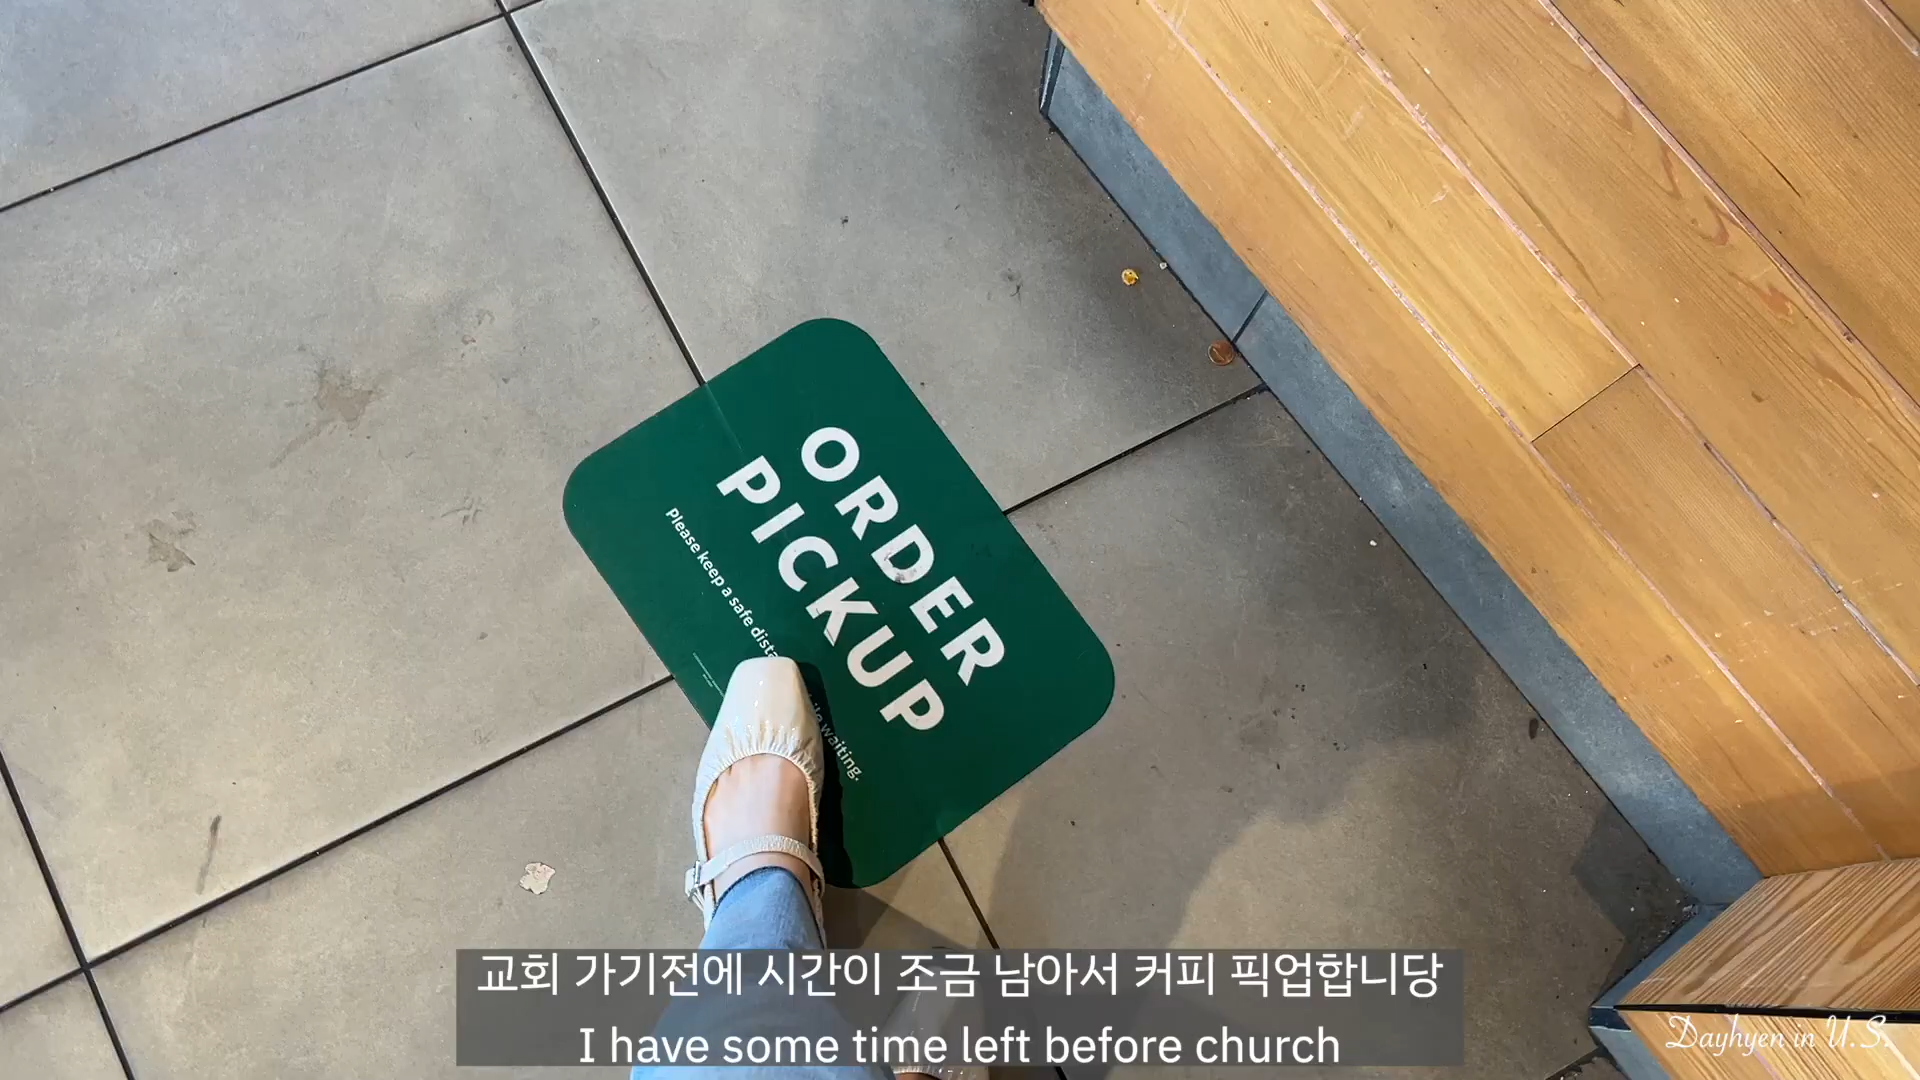 ORDER
PICKUP
Please keep a safe dista
waiting.
교회 가기전에 시간이 조금 남아서 커피 픽업합니당
I have some time left before church
Dayhyen in U.S.